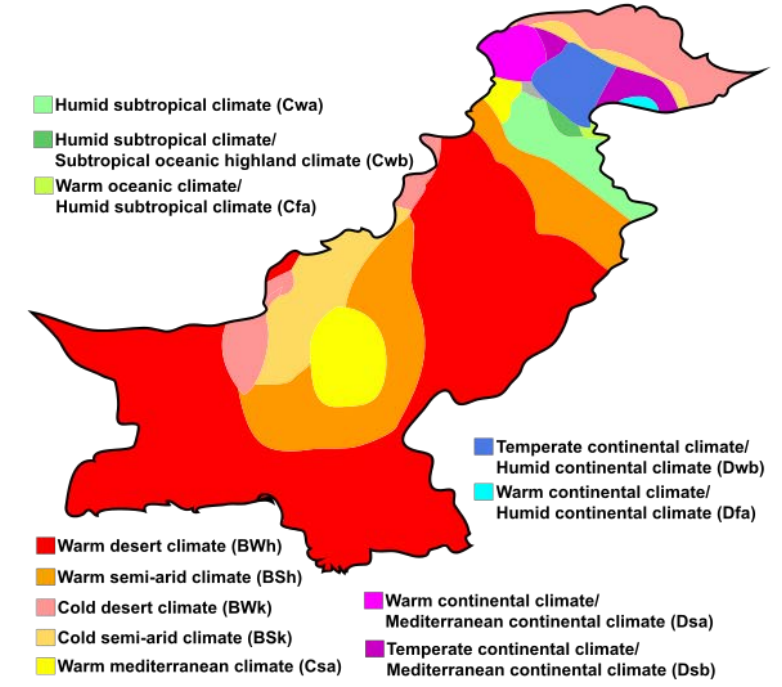 Humid subtropical climate (Cwa)
Humid subtropical climate/
Subtropical oceanic highland climate (Cwb)
Warm oceanic climate/
Humid subtropical climate (Cfa)
Temperate continental climate/
Humid continental climate (Dwb)
Warm continental climate/
Humid continental climate (Dfa)
Warm desert climate (BWh)
Warm semi-arid climate (BSh)
Cold desert climate (BWk)
Cold semi-arid climate (BSk)
Warm mediterranean climate (Csa)
Warm continental climate/
Mediterranean continental climate (Dsa)
Temperate continental climate/
Mediterranean continental climate (Dsb)